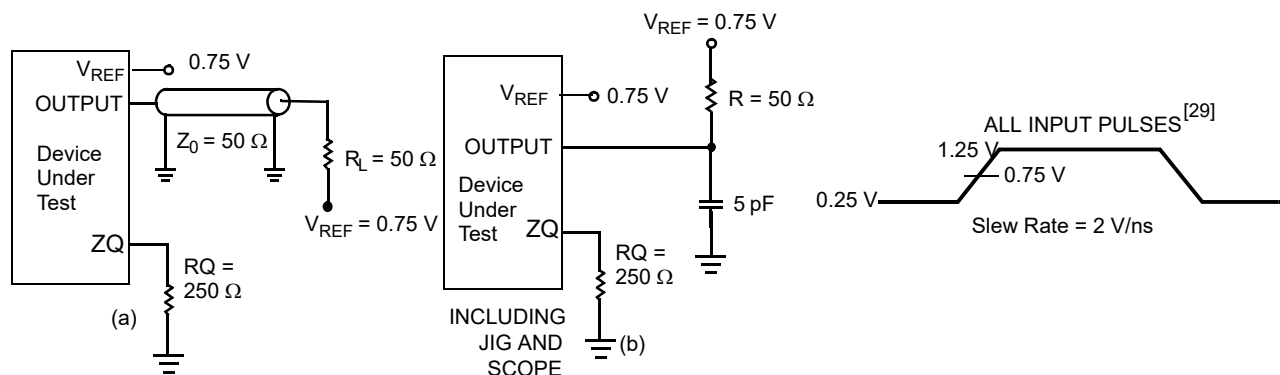 V_REF 0.75 V
OUTPUT
Z_0 = 50 Ω
Device
Under
Test
R_L = 50 Ω
V_REF = 0.75 V
ZQ
RQ =
250 Ω
(a)
V_REF = 0.75 V
V_REF 0.75 V
R = 50 Ω
OUTPUT
Device
Under
Test
5 pF
ZQ
RQ =
250 Ω
INCLUDING
JIG AND
SCOPE
(b)
ALL INPUT PULSES[29]
1.25 V
0.75 V
0.25 V
Slew Rate = 2 V/ns